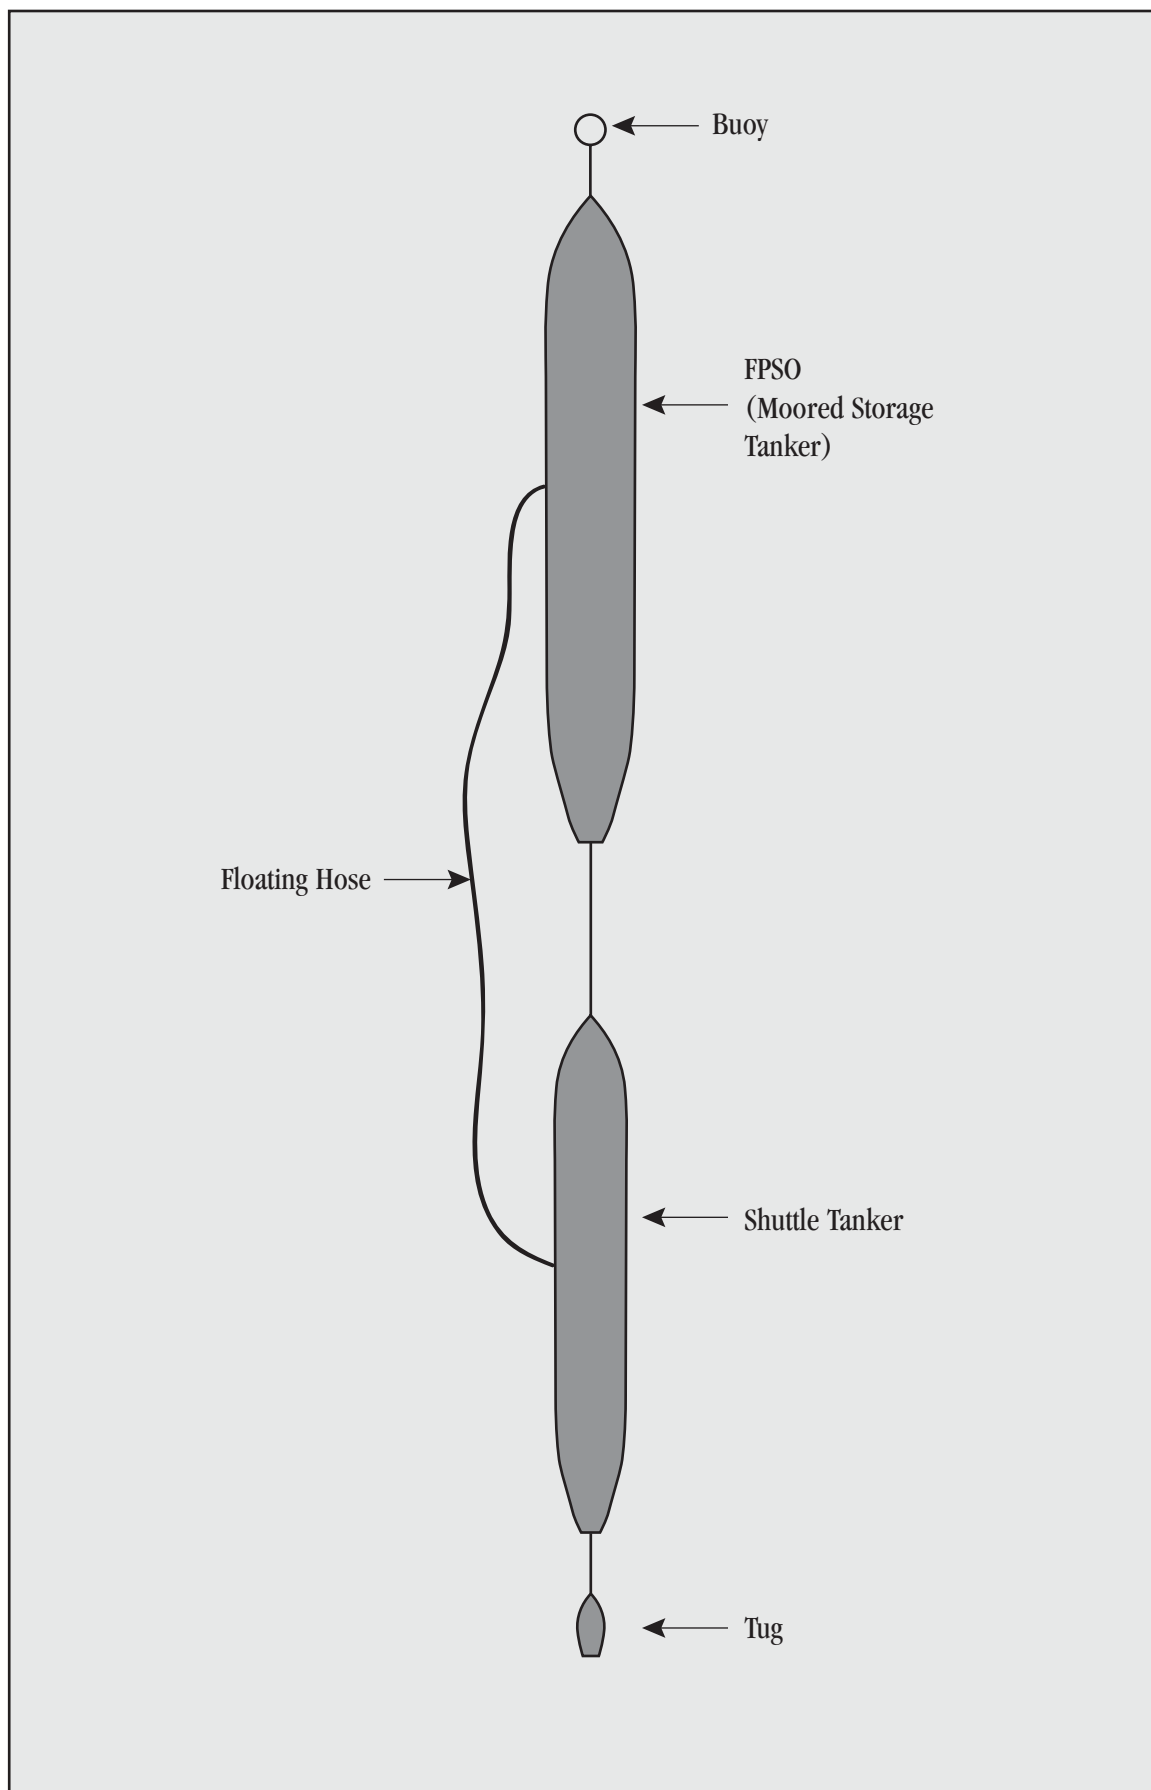 Buoy
FPSO
(Moored Storage
Tanker)
Floating Hose
Shuttle Tanker
Tug